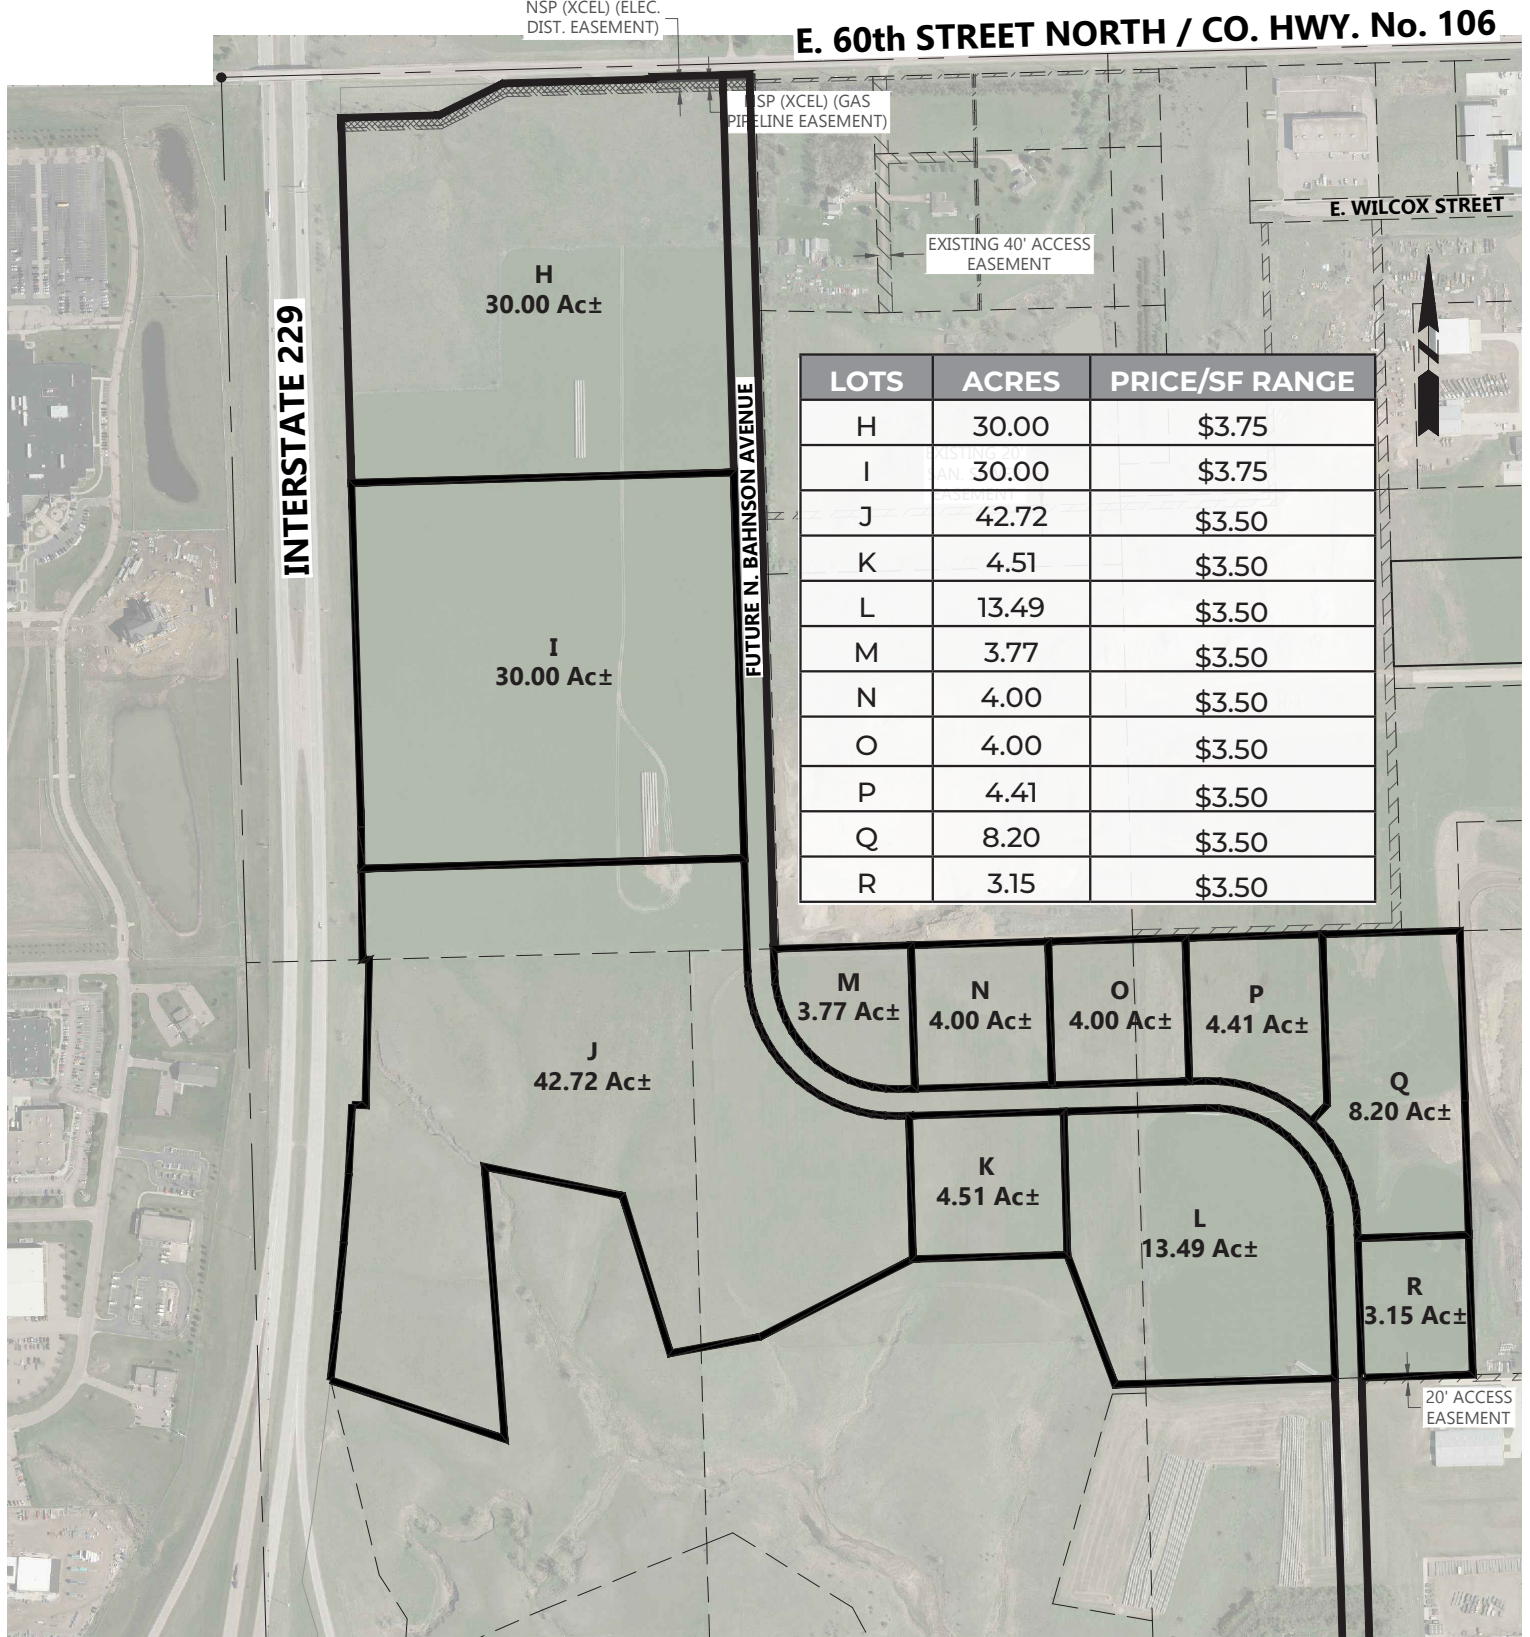 NSP (XCEL) (ELEC.
DIST. EASEMENT)
E. 60th STREET NORTH / CO. HWY. No. 106
NSP (XCEL) (GAS
PIPELINE EASEMENT)
E. WILCOX STREET
EXISTING 40' ACCESS
EASEMENT
H
30.00 Ac±
INTERSTATE 229
FUTURE N. BAHNSON AVENUE
LOTS ACRES PRICE/SF RANGE
H 30.00 $3.75
EXISTING 20'
SAN.
EASEMENT
I 30.00 $3.75
J 42.72 $3.50
K 4.51 $3.50
L 13.49 $3.50
M 3.77 $3.50
N 4.00 $3.50
O 4.00 $3.50
P 4.41 $3.50
Q 8.20 $3.50
R 3.15 $3.50
I
30.00 Ac±
M
3.77 Ac±
N
4.00 Ac±
O
4.00 Ac±
P
4.41 Ac±
J
42.72 Ac±
Q
8.20 Ac±
K
4.51 Ac±
L
13.49 Ac±
R
3.15 Ac±
20' ACCESS
EASEMENT